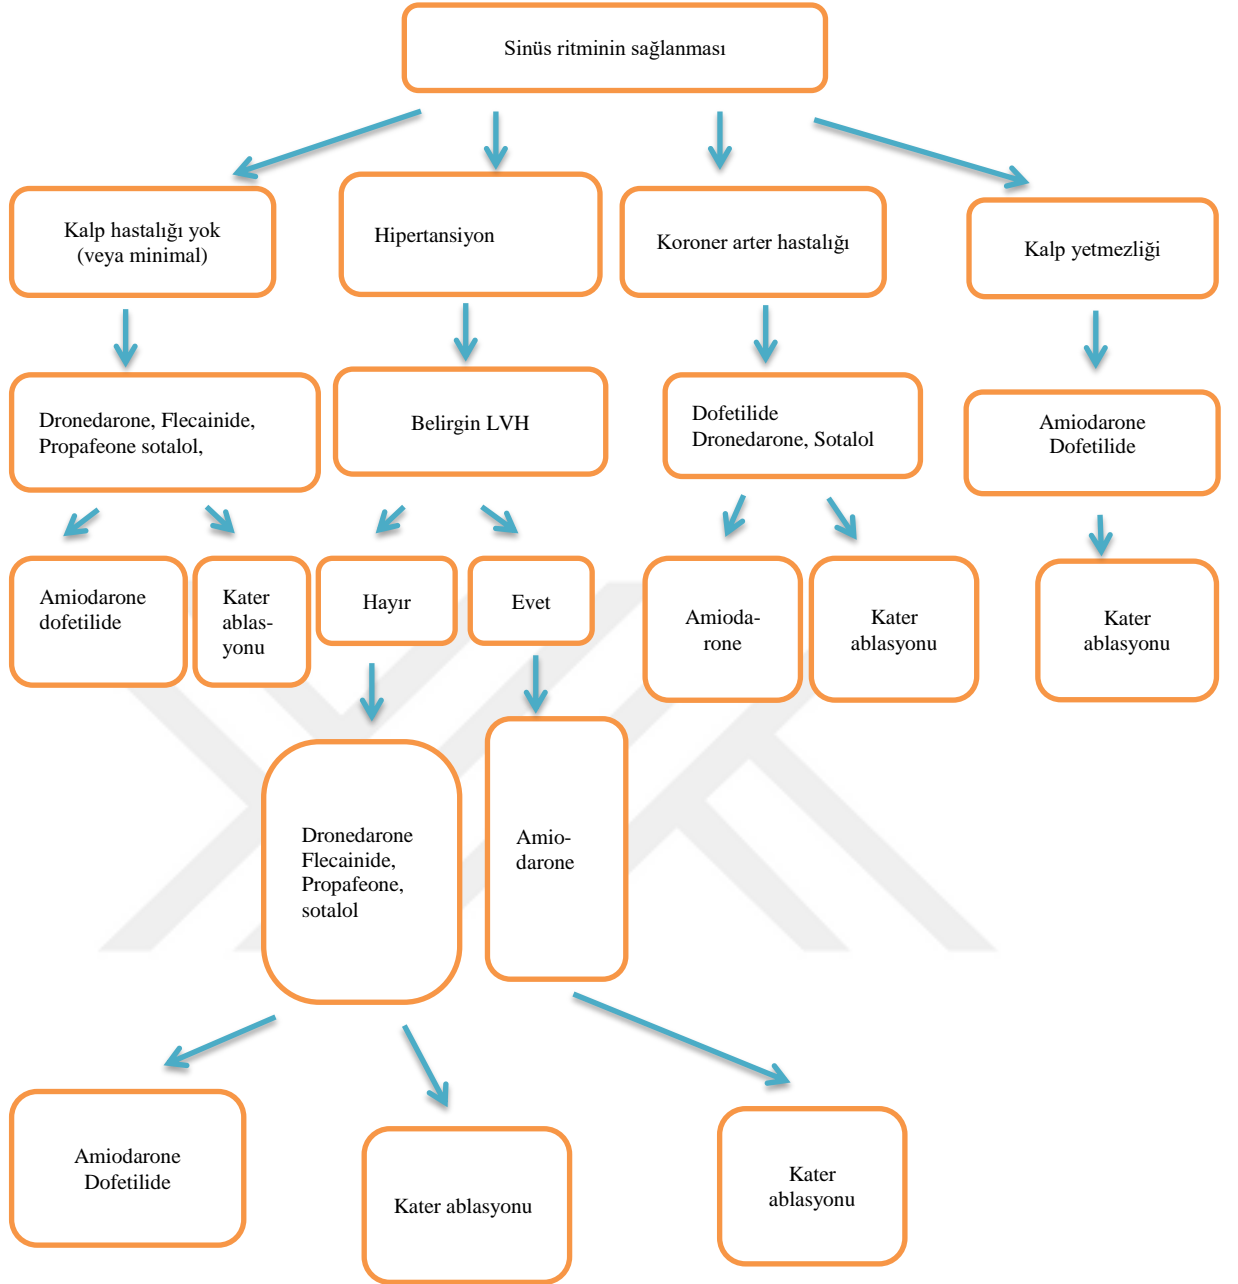 Sinüs ritminin sağlanması
Kalp hastalığı yok
(veya minimal)
Hipertansiyon
Koroner arter hastalığı
Kalp yetmezliği
Dronedarone, Flecainide,
Propafeone sotalol,
Belirgin LVH
Dofetilide
Dronedarone, Sotalol
Amiodarone
Dofetilide
Amiodarone
dofetilide
Kater
ablas-
yonu
Hayır
Evet
Amioda-
rone
Kater
ablasyonu
Kater
ablasyonu
Dronedarone
Flecainide,
Propafeone,
sotalol
Amio-
darone
Amiodarone
Dofetilide
Kater ablasyonu
Kater
ablasyonu